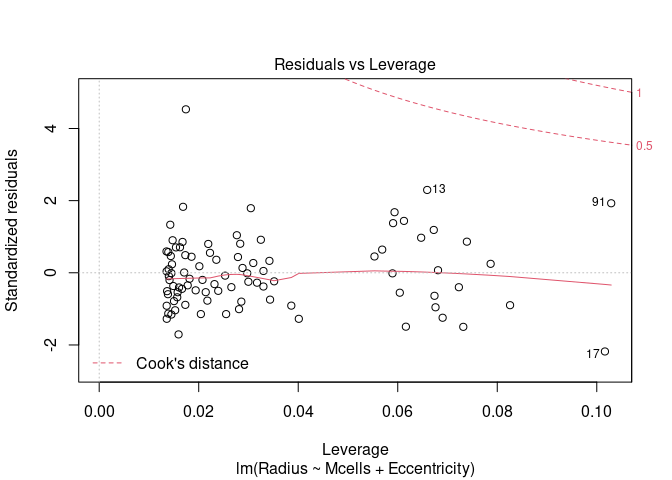 Residuals vs Leverage
Standardized residuals
4
2
0
-2
1
0.5
13
91
17
Cook's distance
0.00 0.02 0.04 0.06 0.08 0.10
Leverage
lm(Radius ~ Mcells + Eccentricity)